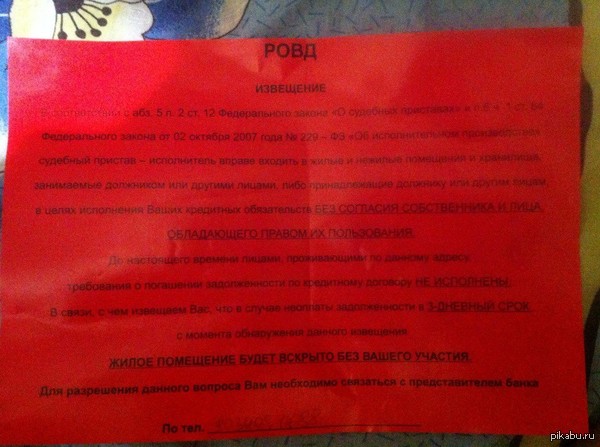 РОВД
ИЗВЕЩЕНИЕ
В соответствии с абз. 5 п. 2 ст. 12 Федерального закона «О судебных приставах» и п.6 ч. 1 ст. 64
Федерального закона от 02 октября 2007 года № 229 – ФЗ «Об исполнительном производстве»
судебный пристав – исполнитель вправе входить в жилые и нежилые помещения и хранилища,
занимаемые должником или другими лицами, либо принадлежащие должнику или другим лицам,
в целях исполнения Ваших кредитных обязательств БЕЗ СОГЛАСИЯ СОБСТВЕННИКА И ЛИЦА,
ОБЛАДАЮЩЕГО ПРАВОМ ИХ ПОЛЬЗОВАНИЯ.
До настоящего времени лицами, проживающими по данному адресу,
требования о погашении задолженности по кредитному договору НЕ ИСПОЛНЕНЫ.
В связи, с чем извещаем Вас, что в случае неоплаты задолженности в 3-ДНЕВНЫЙ СРОК
с момента обнаружения данного извещения
ЖИЛОЕ ПОМЕЩЕНИЕ БУДЕТ ВСКРЫТО БЕЗ ВАШЕГО УЧАСТИЯ.
Для разрешения данного вопроса Вам необходимо связаться с представителем банка
По тел.
pikabu.ru